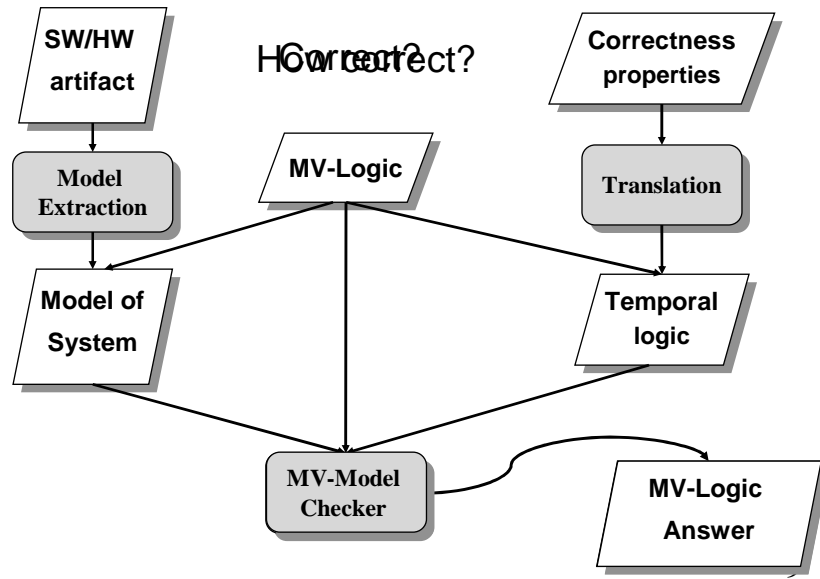 SW/HW
artifact
Correct?
How correct?
Correctness
properties
Model
Extraction
MV-Logic
Translation
Model of
System
Temporal
logic
MV-Model
Checker
MV-Logic
Answer